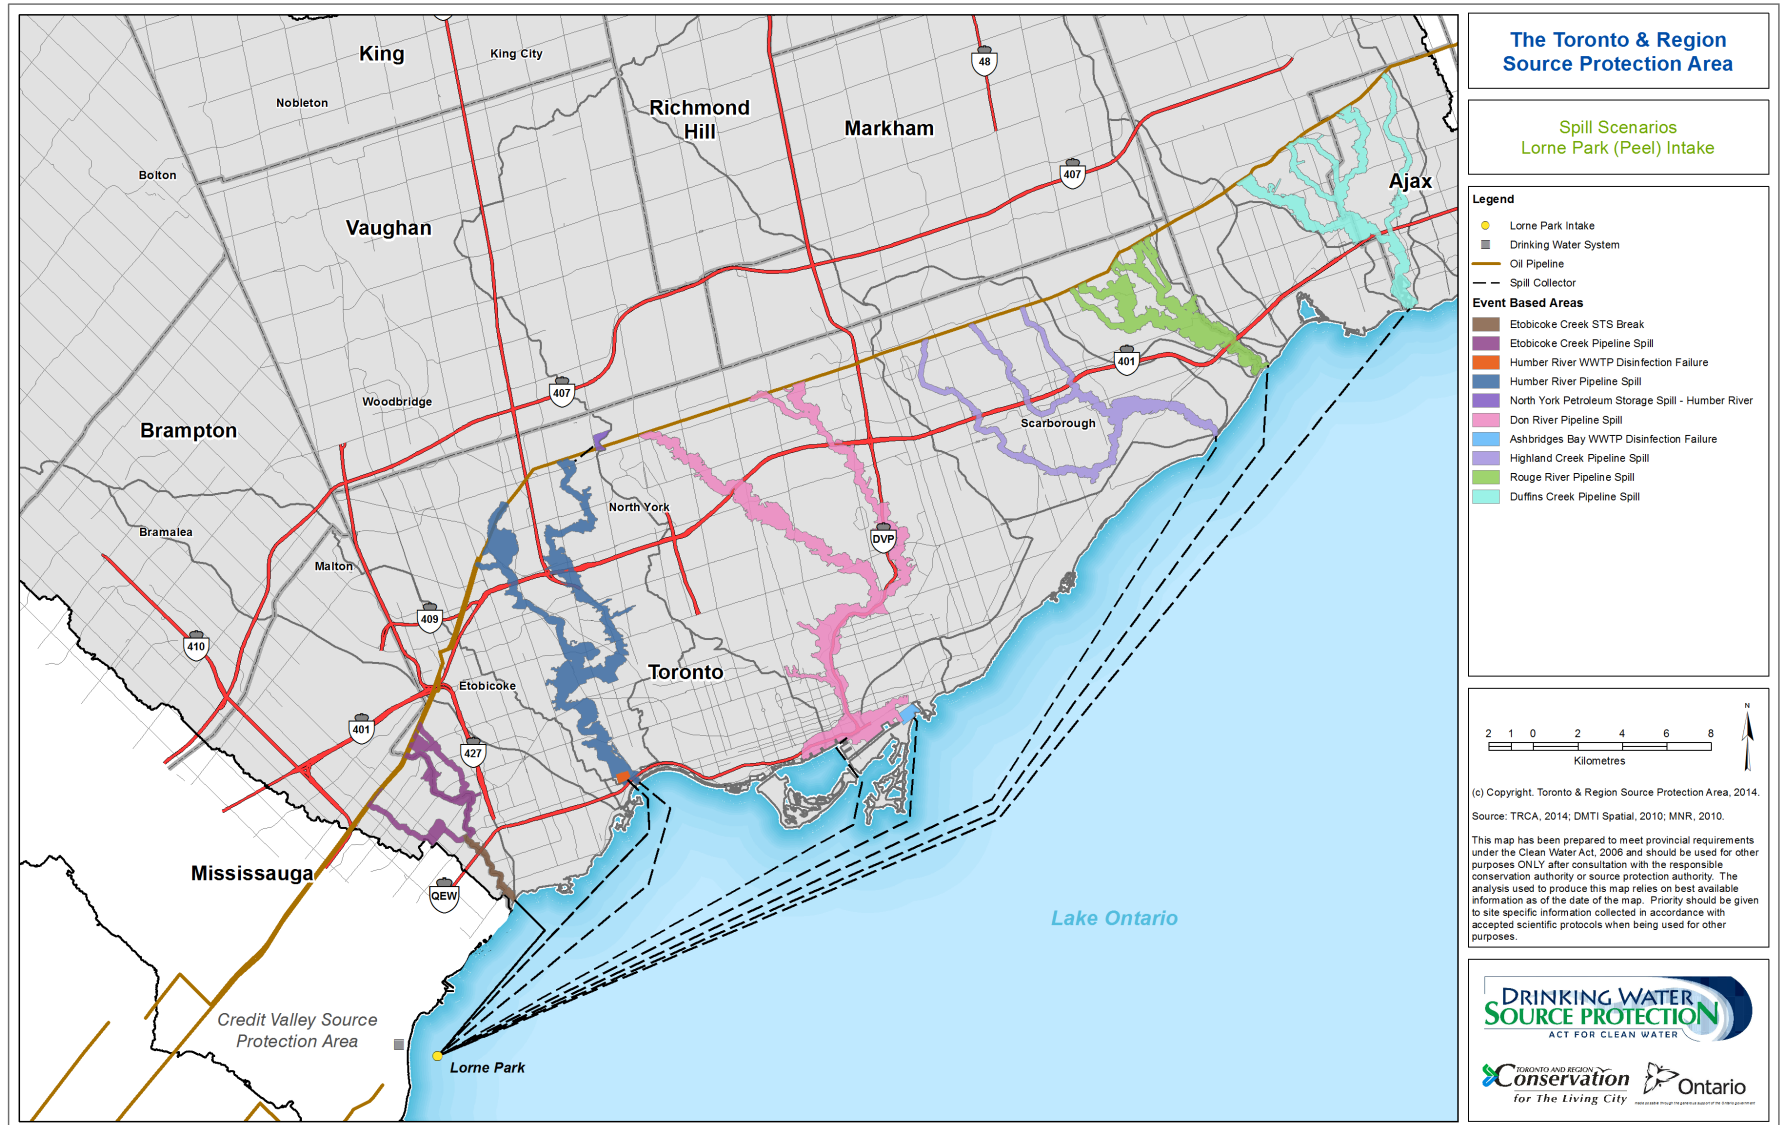 King
King City
Nobleton
Richmond
Hill
Markham
48
407
Bolton
Ajax
Vaughan
401
407
Woodbridge
Scarborough
Brampton
North York
Bramalea
DVP
Malton
409
410
Toronto
Etobicoke
401
427
Mississauga
QEW
Lake Ontario
Credit Valley Source
Protection Area
Lorne Park
The Toronto & Region
Source Protection Area
Spill Scenarios
Lorne Park (Peel) Intake
Legend
Lorne Park Intake
Drinking Water System
Oil Pipeline
Spill Collector
Event Based Areas
Etobicoke Creek STS Break
Etobicoke Creek Pipeline Spill
Humber River WWTP Disinfection Failure
Humber River Pipeline Spill
North York Petroleum Storage Spill - Humber River
Don River Pipeline Spill
Ashbridges Bay WWTP Disinfection Failure
Highland Creek Pipeline Spill
Rouge River Pipeline Spill
Duffins Creek Pipeline Spill
N
2 1 0 2 4 6 8
Kilometres
(c) Copyright. Toronto & Region Source Protection Area, 2014.
Source: TRCA, 2014; DMTI Spatial, 2010; MNR, 2010.
This map has been prepared to meet provincial requirements
under the Clean Water Act, 2006 and should be used for other
purposes ONLY after consultation with the responsible
conservation authority or source protection authority. The
analysis used to produce this map relies on best available
information as of the date of the map. Priority should be given
to site specific information collected in accordance with
accepted scientific protocols when being used for other
purposes.
DRINKING WATER
SOURCE PROTECTION
ACT FOR CLEAN WATER
TORONTO AND REGION
Conservation
for The Living City
Ontario
Made possible through the generous support of the Ontario government